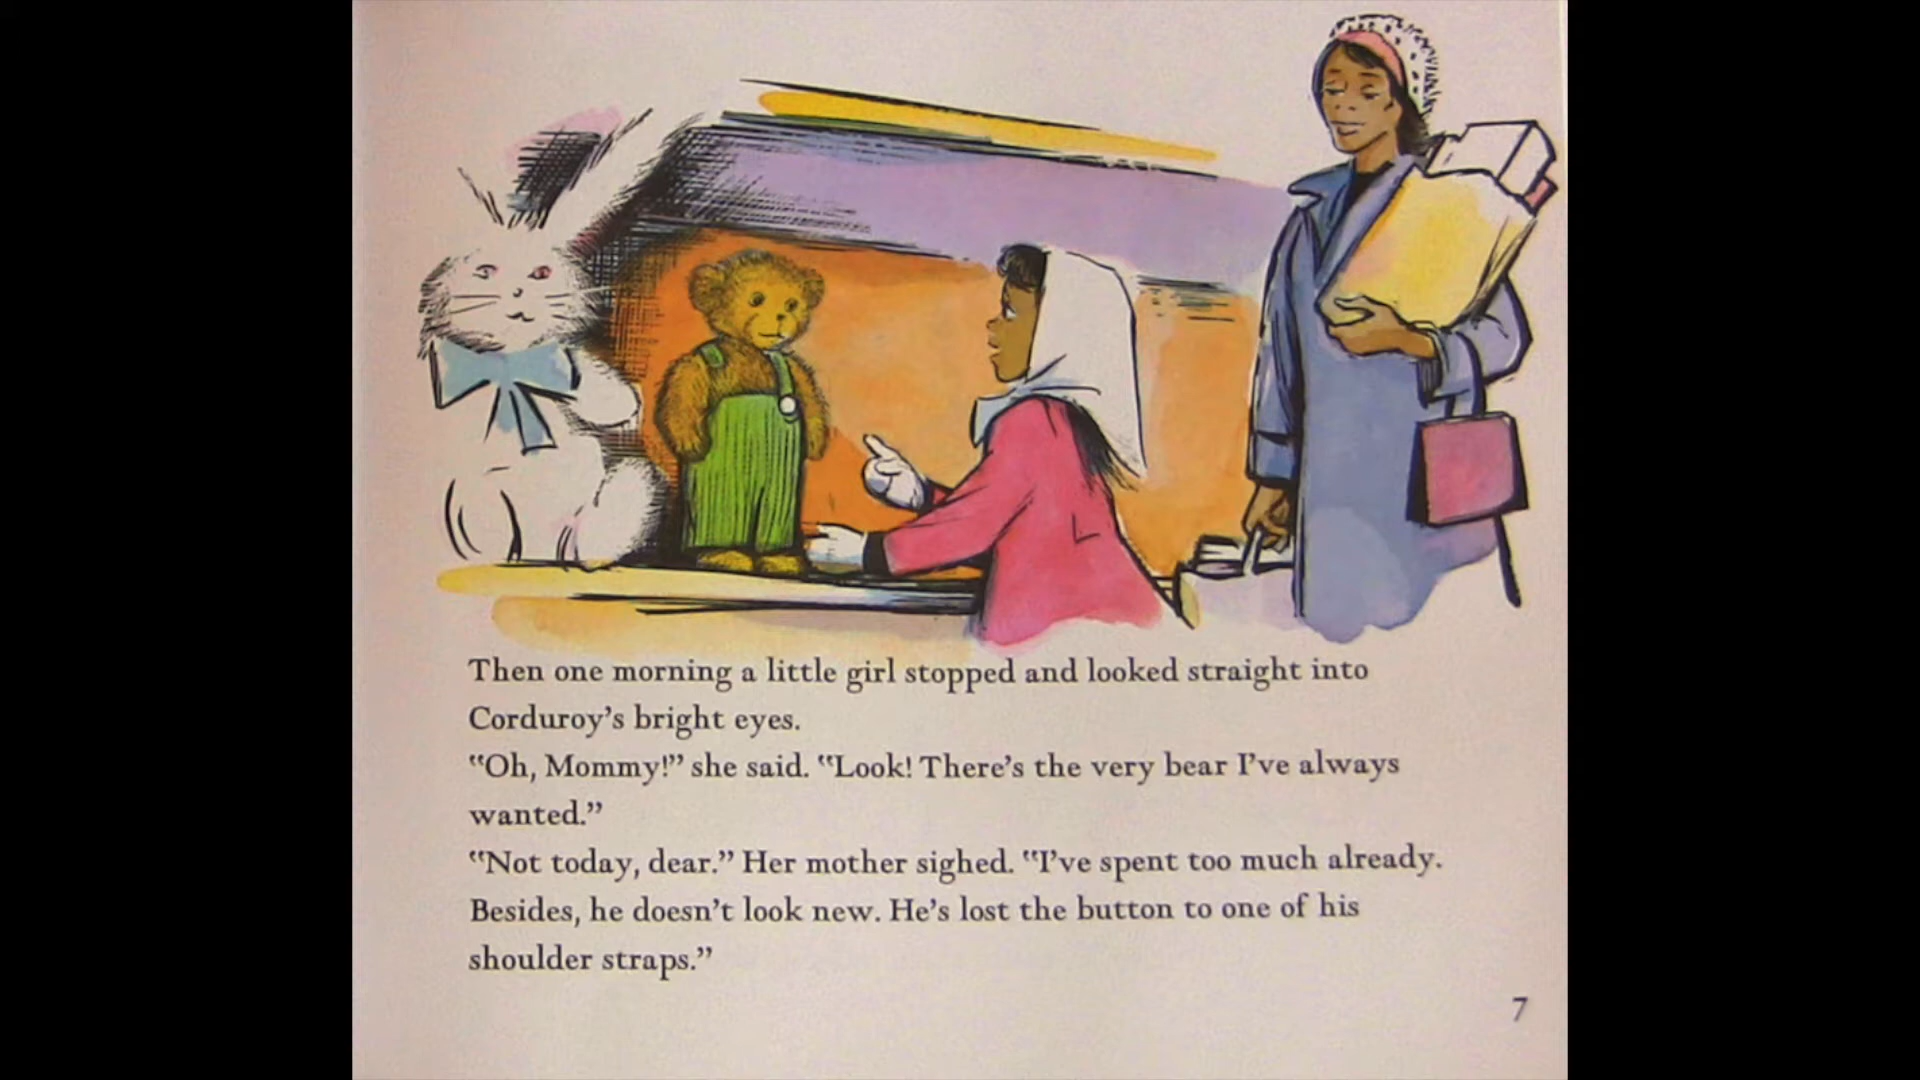 Then one morning a little girl stopped and looked straight into
Corduroy’s bright eyes.
“Oh, Mommy!” she said. “Look! There’s the very bear I’ve always
wanted.”
“Not today, dear.” Her mother sighed. “I’ve spent too much already.
Besides, he doesn’t look new. He’s lost the button to one of his
shoulder straps.”
7